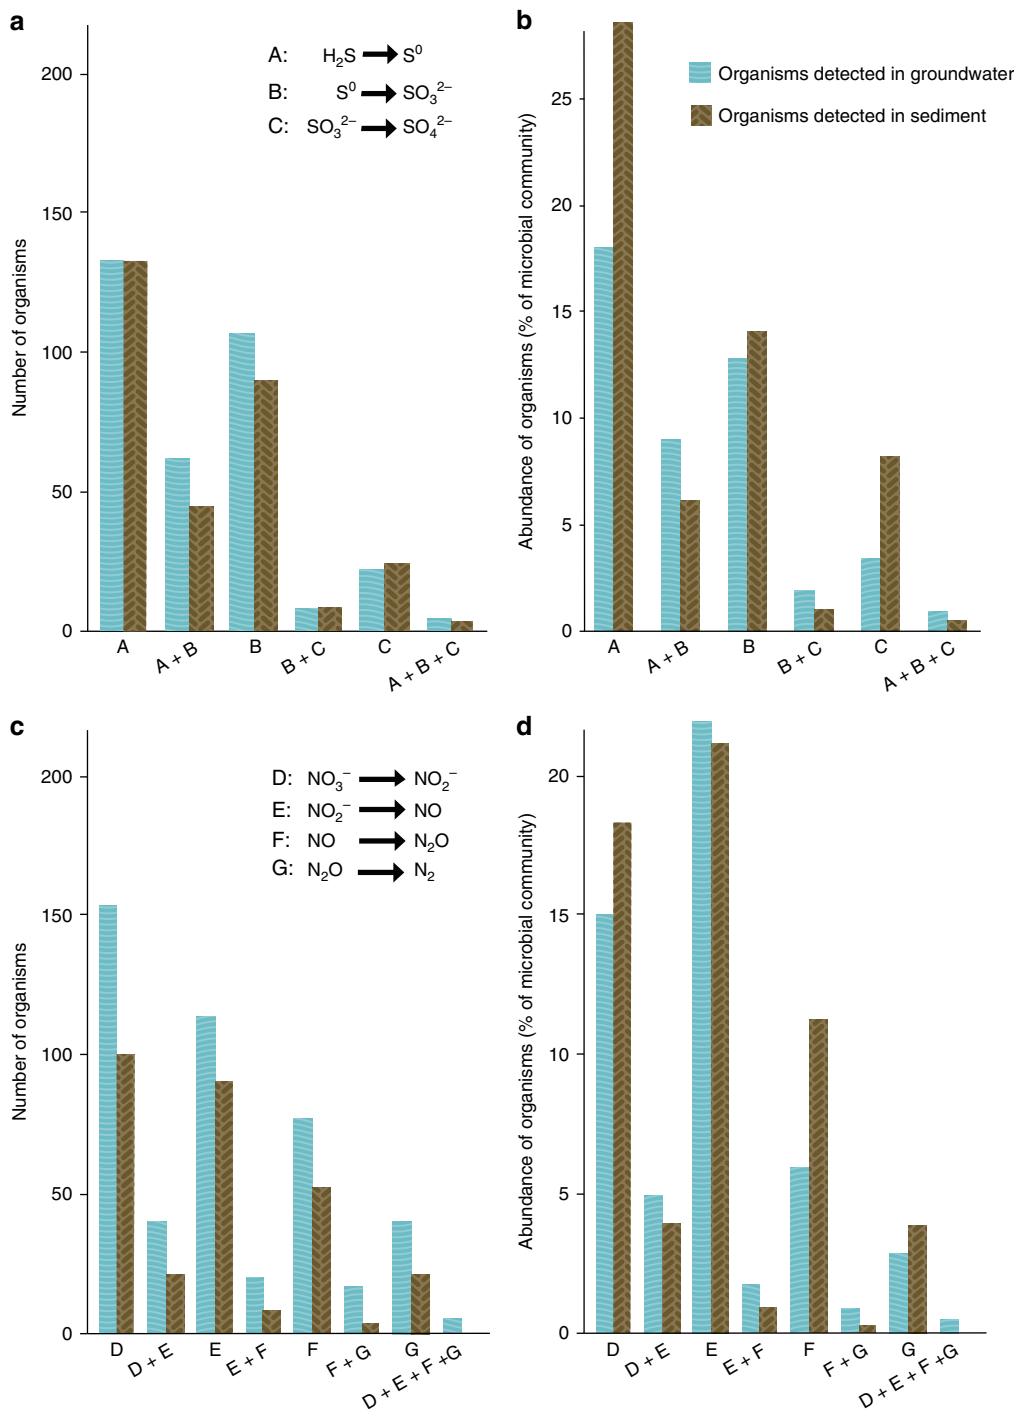 a
Number of organisms
200
150
100
50
0
A: H₂S → S⁰
B: S⁰ → SO₃²⁻
C: SO₃²⁻ → SO₄²⁻
A
A + B
B
B + C
C
A + B + C
b
Abundance of organisms (% of microbial community)
25
20
15
10
5
0
Organisms detected in groundwater
Organisms detected in sediment
A
A + B
B
B + C
C
A + B + C
c
Number of organisms
200
150
100
50
0
D: NO₃⁻ → NO₂⁻
E: NO₂⁻ → NO
F: NO → N₂O
G: N₂O → N₂
D
D + E
E
E + F
F
F + G
G
D + E + F +G
d
Abundance of organisms (% of microbial community)
20
15
10
5
0
D
D + E
E
E + F
F
F + G
G
D + E + F +G